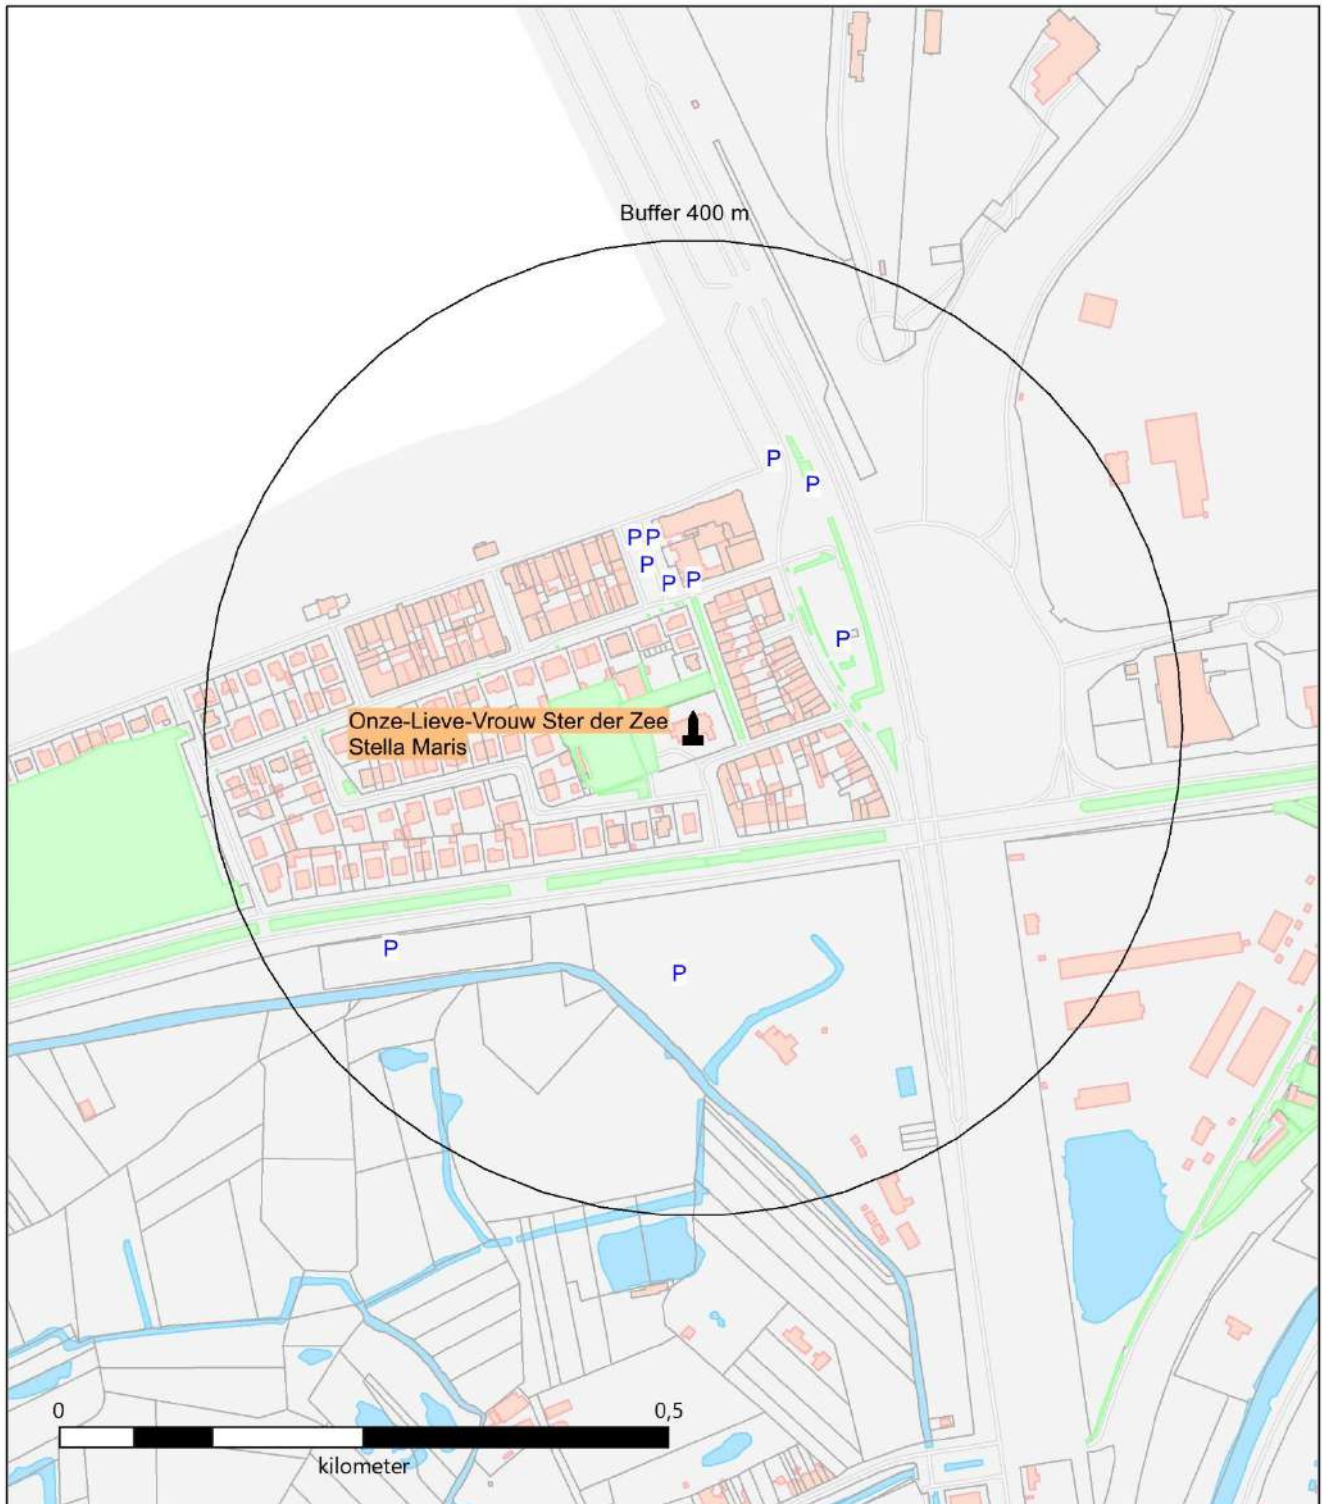 Buffer 400 m
P
P
P P
P
P P
P
Onze-Lieve-Vrouw Ster der Zee
Stella Maris
P
P
0 0,5
kilometer